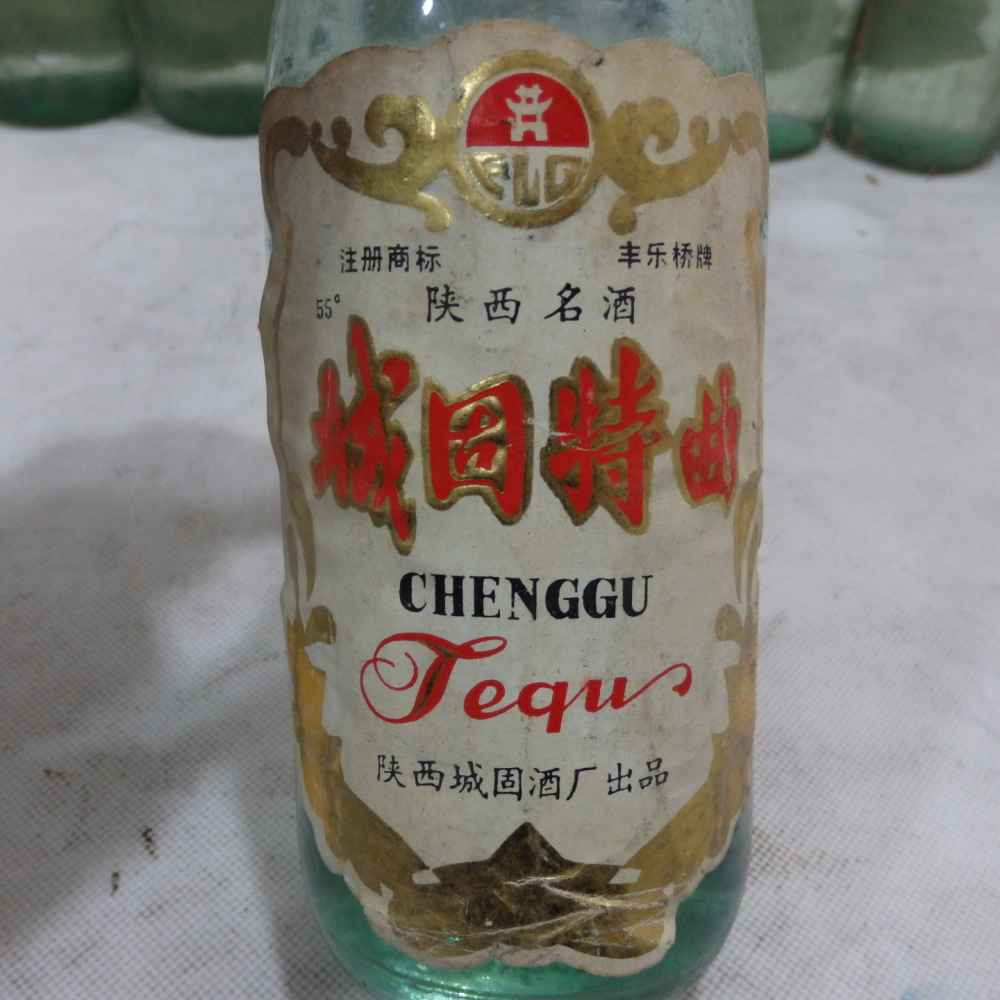 FLQ
注册商标 丰乐桥牌
55° 陕西名酒
城固特曲
CHENGGU
Tequ
陕西城固酒厂出品